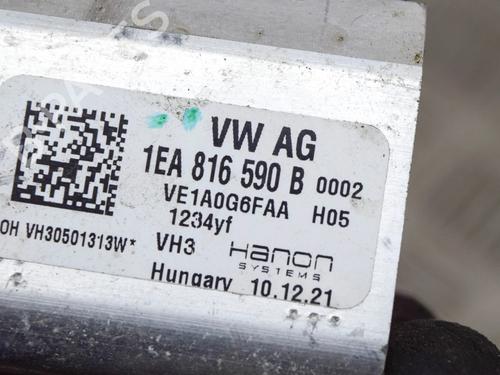 VW AG
1EA 816 590 B 0002
VE1A0G6FAA H05
1234yf
OH VH30501313W* VH3 Hanon
SYSTEMS
Hungary 10.12.21